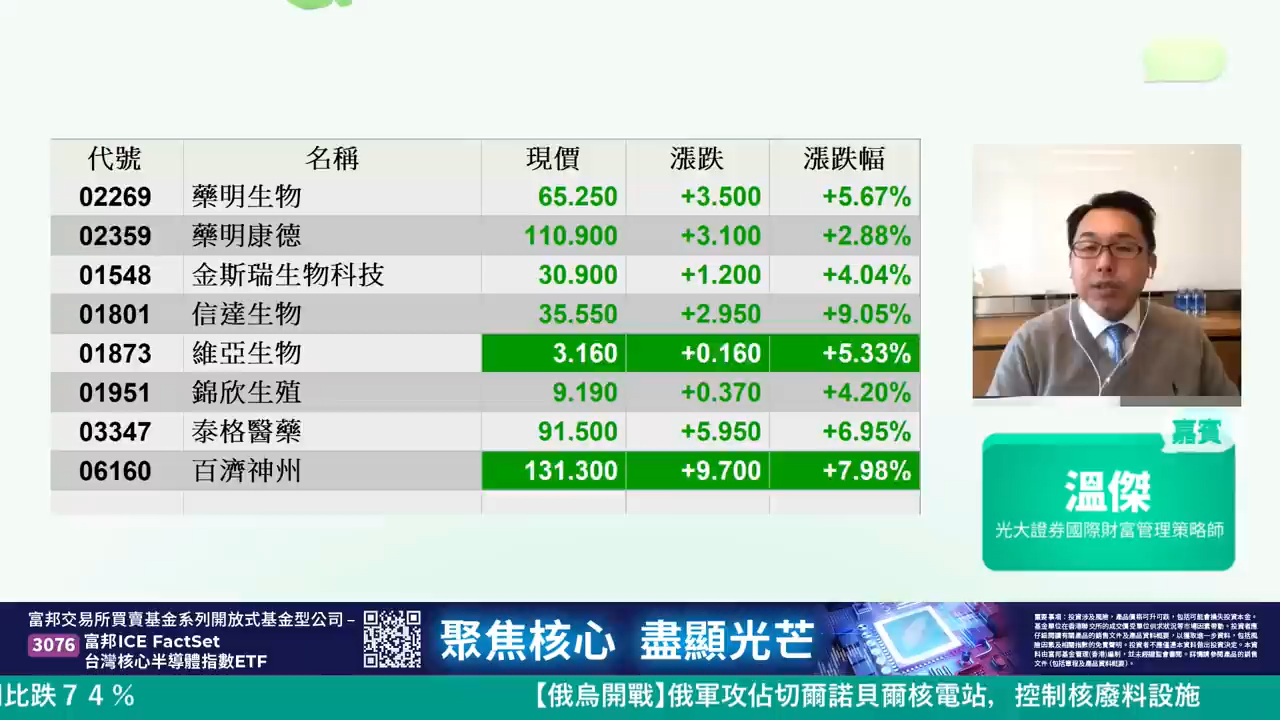 代號 名稱 現價 漲跌 漲跌幅
02269 藥明生物 65.250 +3.500 +5.67%
02359 藥明康德 110.900 +3.100 +2.88%
01548 金斯瑞生物科技 30.900 +1.200 +4.04%
01801 信達生物 35.550 +2.950 +9.05%
01873 維亞生物 3.160 +0.160 +5.33%
01951 錦欣生殖 9.190 +0.370 +4.20%
03347 泰格醫藥 91.500 +5.950 +6.95%
06160 百濟神州 131.300 +9.700 +7.98%
嘉賓
溫傑
光大證券國際財富管理策略師
富邦交易所買賣基金系列開放式基金型公司 –
3076 富邦ICE FactSet
台灣核心半導體指數ETF
聚焦核心 盡顯光芒
比跌74%
【俄烏開戰】俄軍攻佔切爾諾貝爾核電站，控制核廢料設施